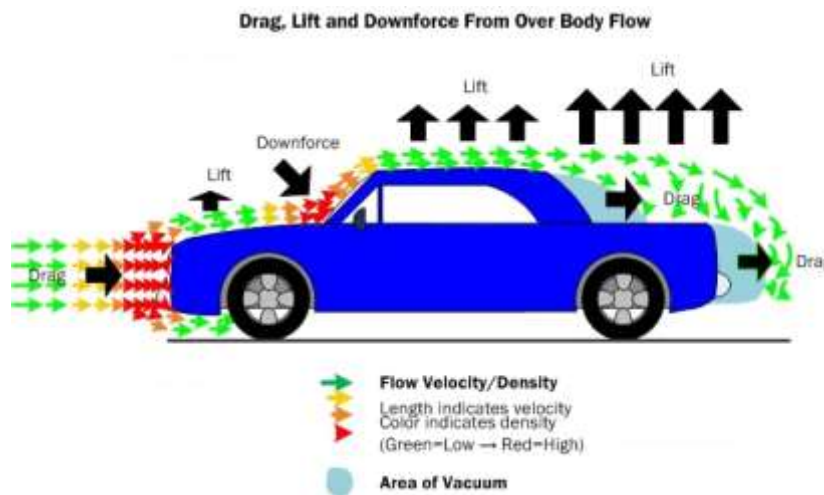 Drag, Lift and Downforce From Over Body Flow
Lift
Lift
Downforce
Lift
Drag
Drag
Drag
Flow Velocity/Density
Length indicates velocity
Color indicates density
(Green=Low → Red=High)
Area of Vacuum